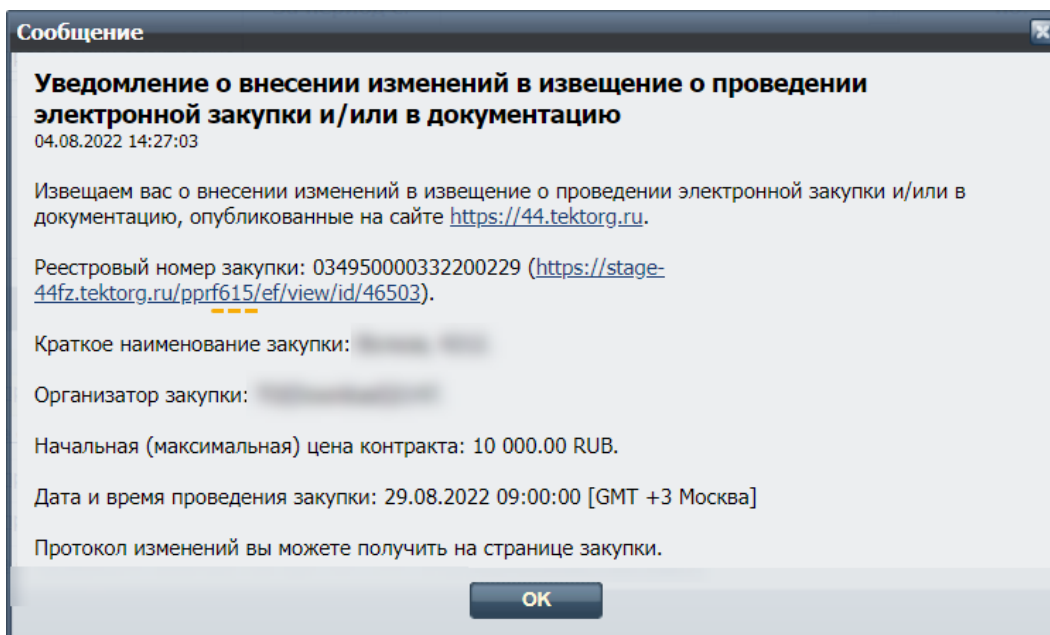 Сообщение
Уведомление о внесении изменений в извещение о проведении
электронной закупки и/или в документацию
04.08.2022 14:27:03
Извещаем вас о внесении изменений в извещение о проведении электронной закупки и/или в
документацию, опубликованные на сайте https://44.tektorg.ru.
Реестровый номер закупки: 034950000332200229 (https://stage-
44fz.tektorg.ru/pprf615/ef/view/id/46503).
Краткое наименование закупки:
Организатор закупки:
Начальная (максимальная) цена контракта: 10 000.00 RUB.
Дата и время проведения закупки: 29.08.2022 09:00:00 [GMT +3 Москва]
Протокол изменений вы можете получить на странице закупки.
ОК